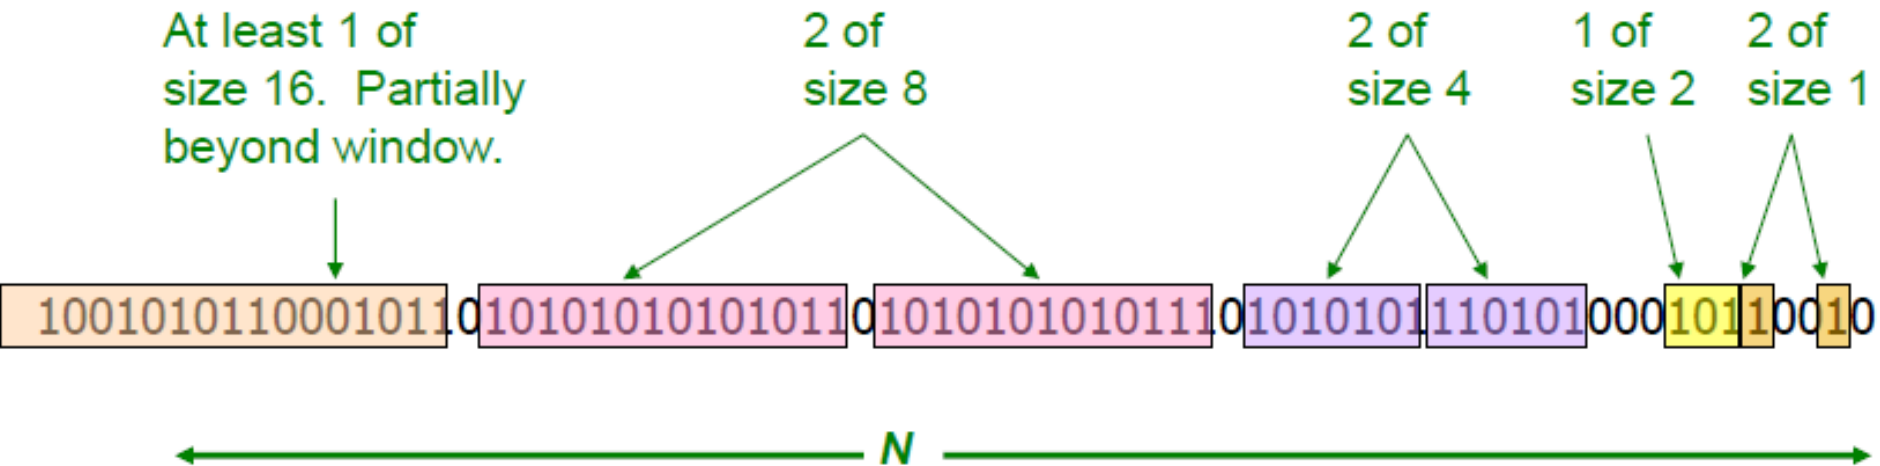 At least 1 of
size 16. Partially
beyond window.
2 of
size 8
2 of
size 4
1 of
size 2
2 of
size 1
1001010110001011010101010101011010101010101110101010111010100010110010
N